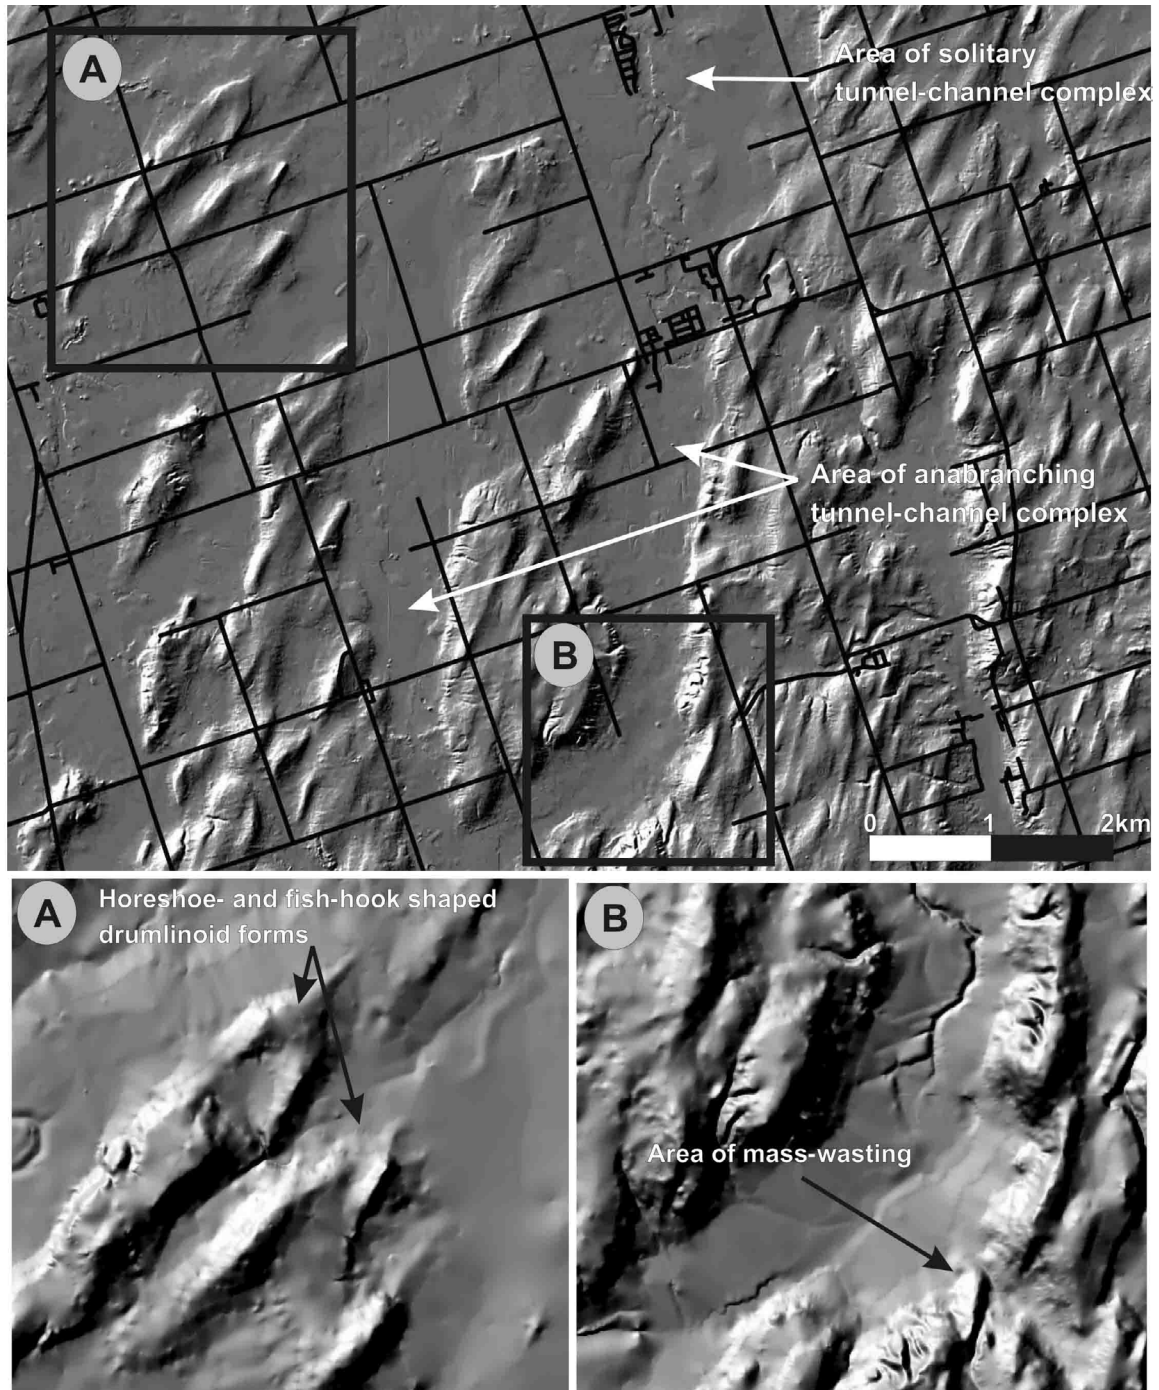 A
Area of solitary
tunnel-channel complex
Area of anabranching
tunnel-channel complex
B
0 1 2km
A
Horeshoe- and fish-hook shaped
drumlinoid forms
B
Area of mass-wasting